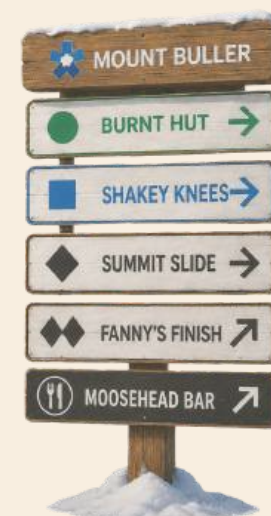 MOUNT BULLER
BURNT HUT
SHAKEY KNEES
SUMMIT SLIDE
FANNY'S FINISH
MOOSEHEAD BAR